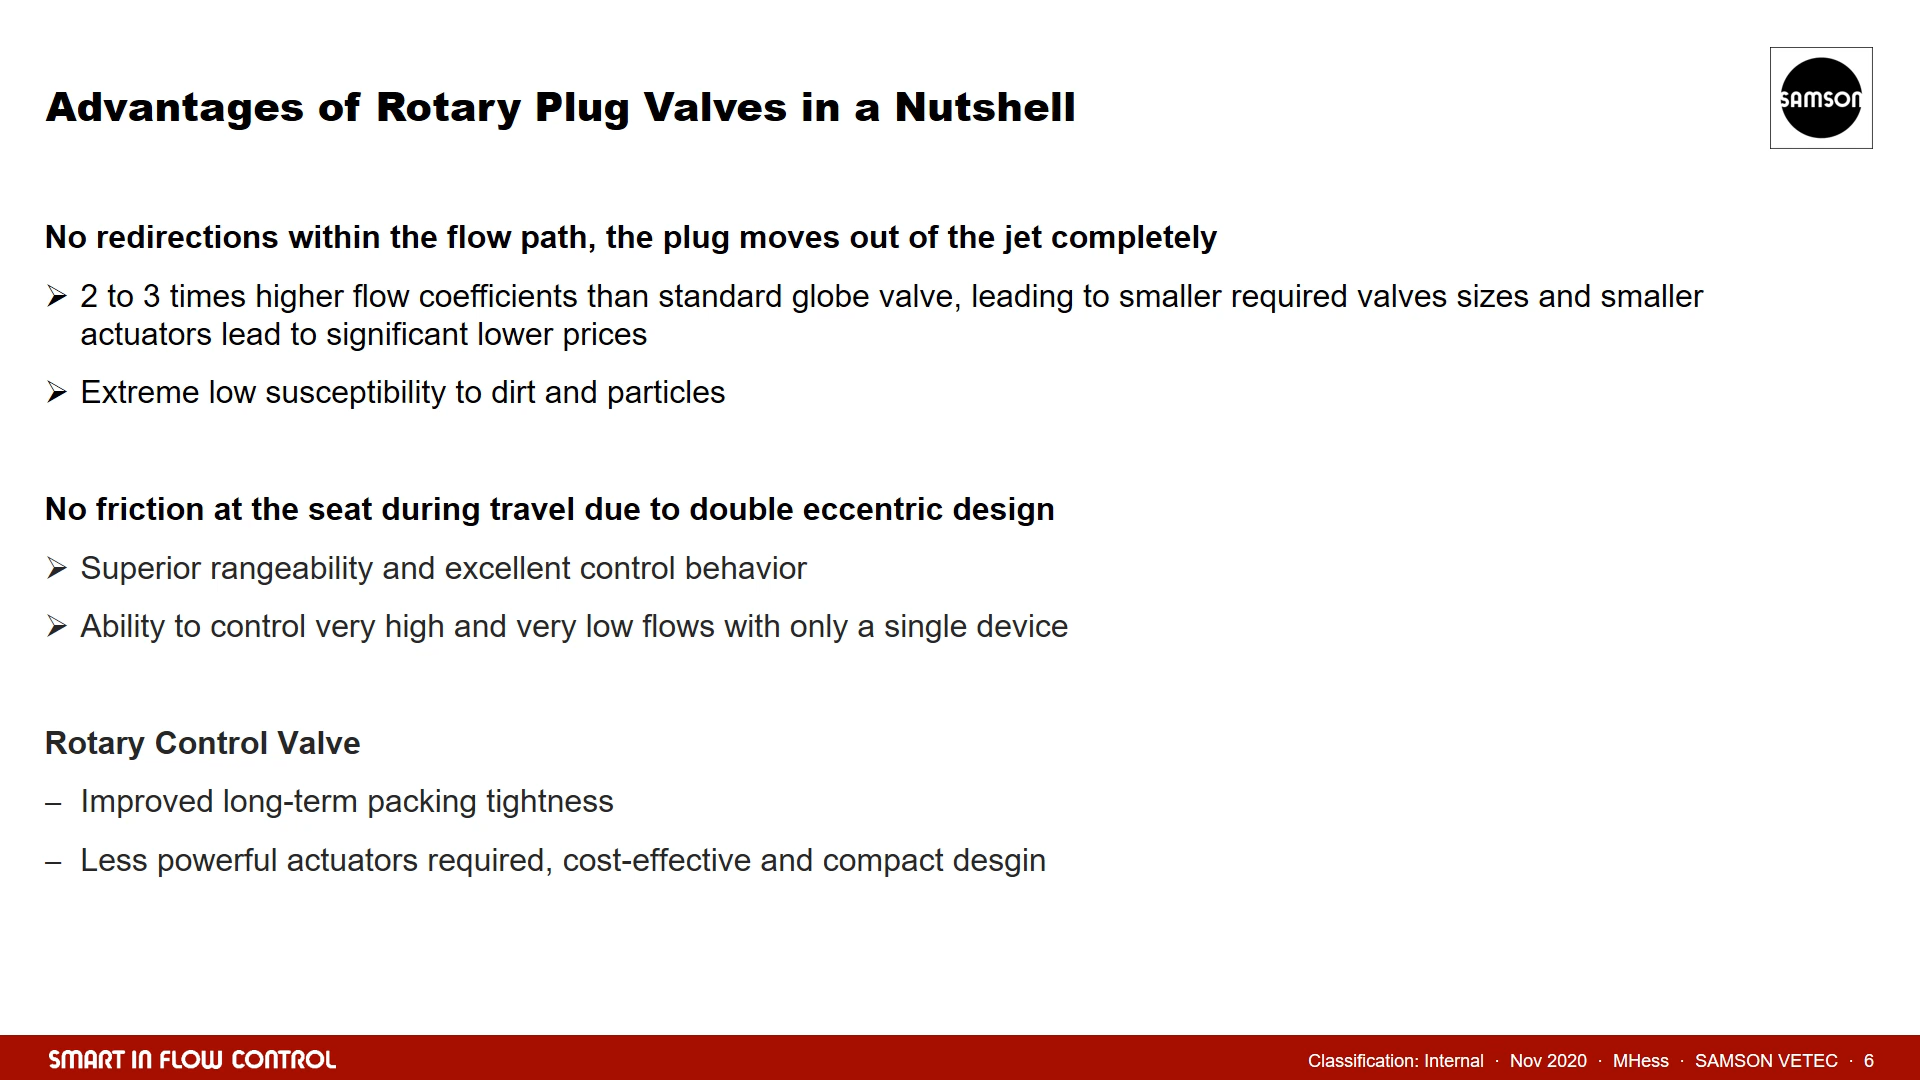 Advantages of Rotary Plug Valves in a Nutshell
SAMSON
No redirections within the flow path, the plug moves out of the jet completely
➢ 2 to 3 times higher flow coefficients than standard globe valve, leading to smaller required valves sizes and smaller
actuators lead to significant lower prices
➢ Extreme low susceptibility to dirt and particles
No friction at the seat during travel due to double eccentric design
➢ Superior rangeability and excellent control behavior
➢ Ability to control very high and very low flows with only a single device
Rotary Control Valve
– Improved long-term packing tightness
– Less powerful actuators required, cost-effective and compact desgin
SMART IN FLOW CONTROL
Classification: Internal · Nov 2020 · MHess · SAMSON VETEC · 6